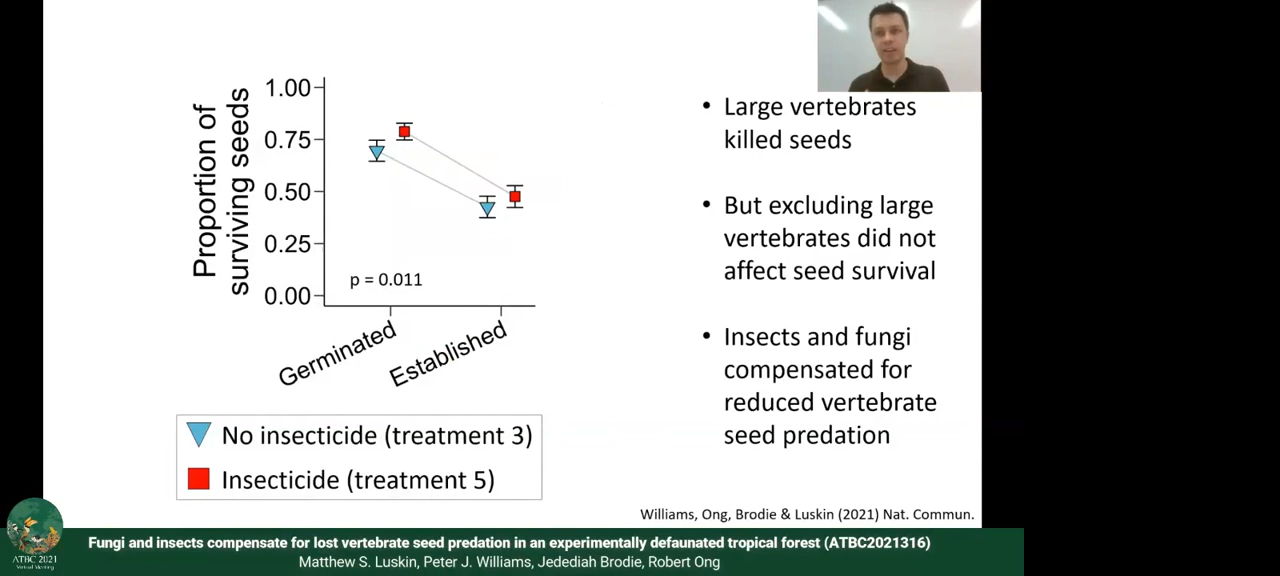 1.00
0.75
0.50
0.25
0.00
Proportion of
surviving seeds
p = 0.011
Germinated
Established
No insecticide (treatment 3)
Insecticide (treatment 5)
• Large vertebrates
killed seeds
• But excluding large
vertebrates did not
affect seed survival
• Insects and fungi
compensated for
reduced vertebrate
seed predation
Williams, Ong, Brodie & Luskin (2021) Nat. Commun.
ATBC 2021
Virtual Meeting
Fungi and insects compensate for lost vertebrate seed predation in an experimentally defaunated tropical forest (ATBC2021316)
Matthew S. Luskin, Peter J. Williams, Jedediah Brodie, Robert Ong